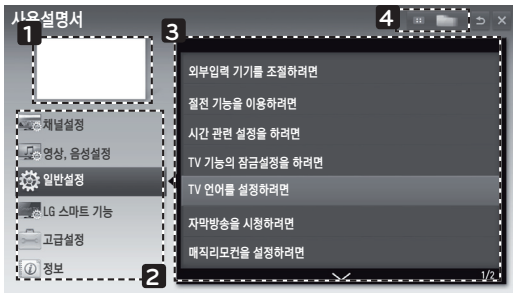 사용설명서
1
3
4
외부입력 기기를 조절하려면
절전 기능을 이용하려면
시간 관련 설정을 하려면
TV 기능의 잠금설정을 하려면
TV 언어를 설정하려면
자막방송을 시청하려면
매직리모컨을 설정하려면
1/2
채널설정
영상, 음성설정
일반설정
LG 스마트 기능
고급설정
정보
2